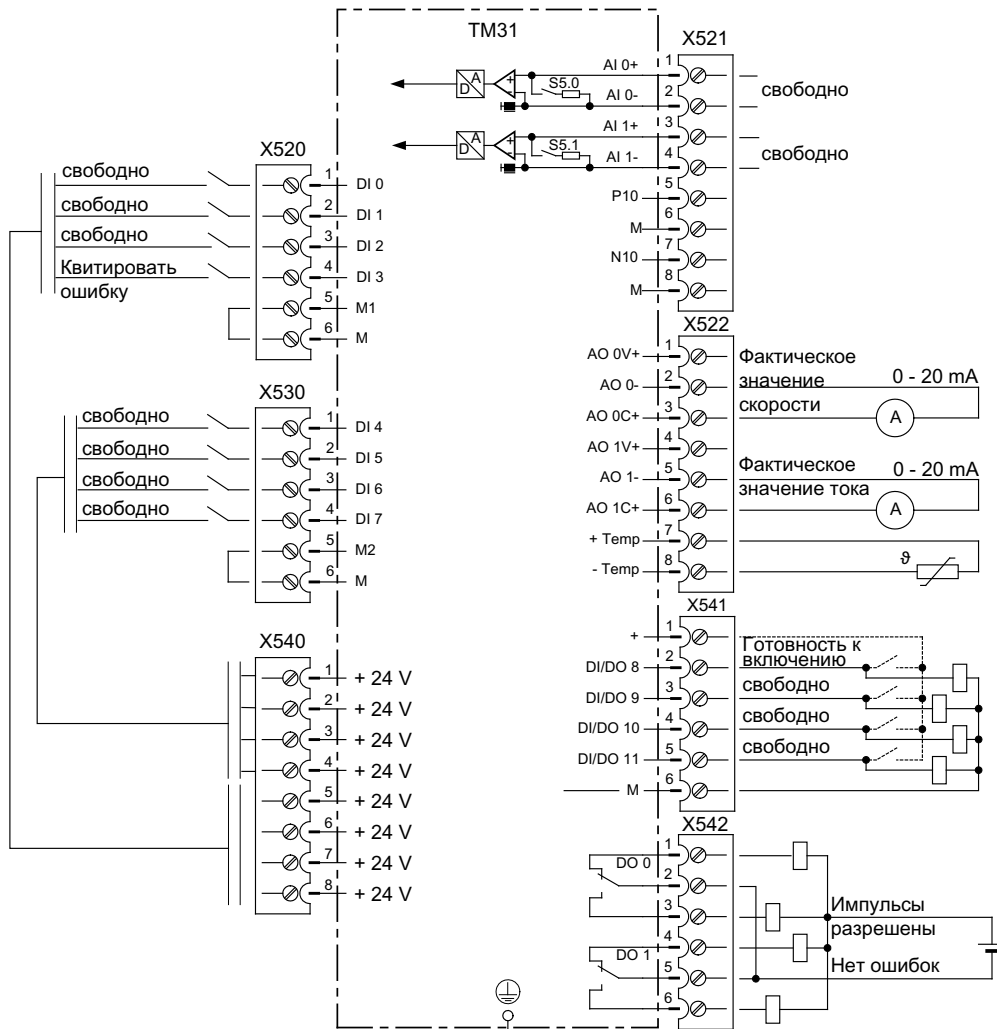 TM31
X521
1
AI 0+
S5.0
2
AI 0-
свободно
D A
3
AI 1+
S5.1
4
AI 1-
свободно
D A
5
P10
6
M
7
N10
8
M
X520
свободно
1
DI 0
свободно
2
DI 1
свободно
3
DI 2
Квитировать
ошибку
4
DI 3
5
M1
6
M
X522
1
AO 0V+
Фактическое
2
AO 0-
значение
0 - 20 mA
3
AO 0C+
скорости
A
4
AO 1V+
5
AO 1-
Фактическое
0 - 20 mA
6
AO 1C+
значение тока
A
7
+ Temp
8
- Temp
ϑ
X530
свободно
1
DI 4
свободно
2
DI 5
свободно
3
DI 6
свободно
4
DI 7
5
M2
6
M
X541
1
+
2
DI/DO 8
Готовность к
включению
3
DI/DO 9
свободно
4
DI/DO 10
свободно
5
DI/DO 11
свободно
6
M
X540
1
+ 24 V
2
+ 24 V
3
+ 24 V
4
+ 24 V
5
+ 24 V
6
+ 24 V
7
+ 24 V
8
+ 24 V
X542
1
DO 0
2
3
Импульсы
разрешены
4
DO 1
5
Нет ошибок
6